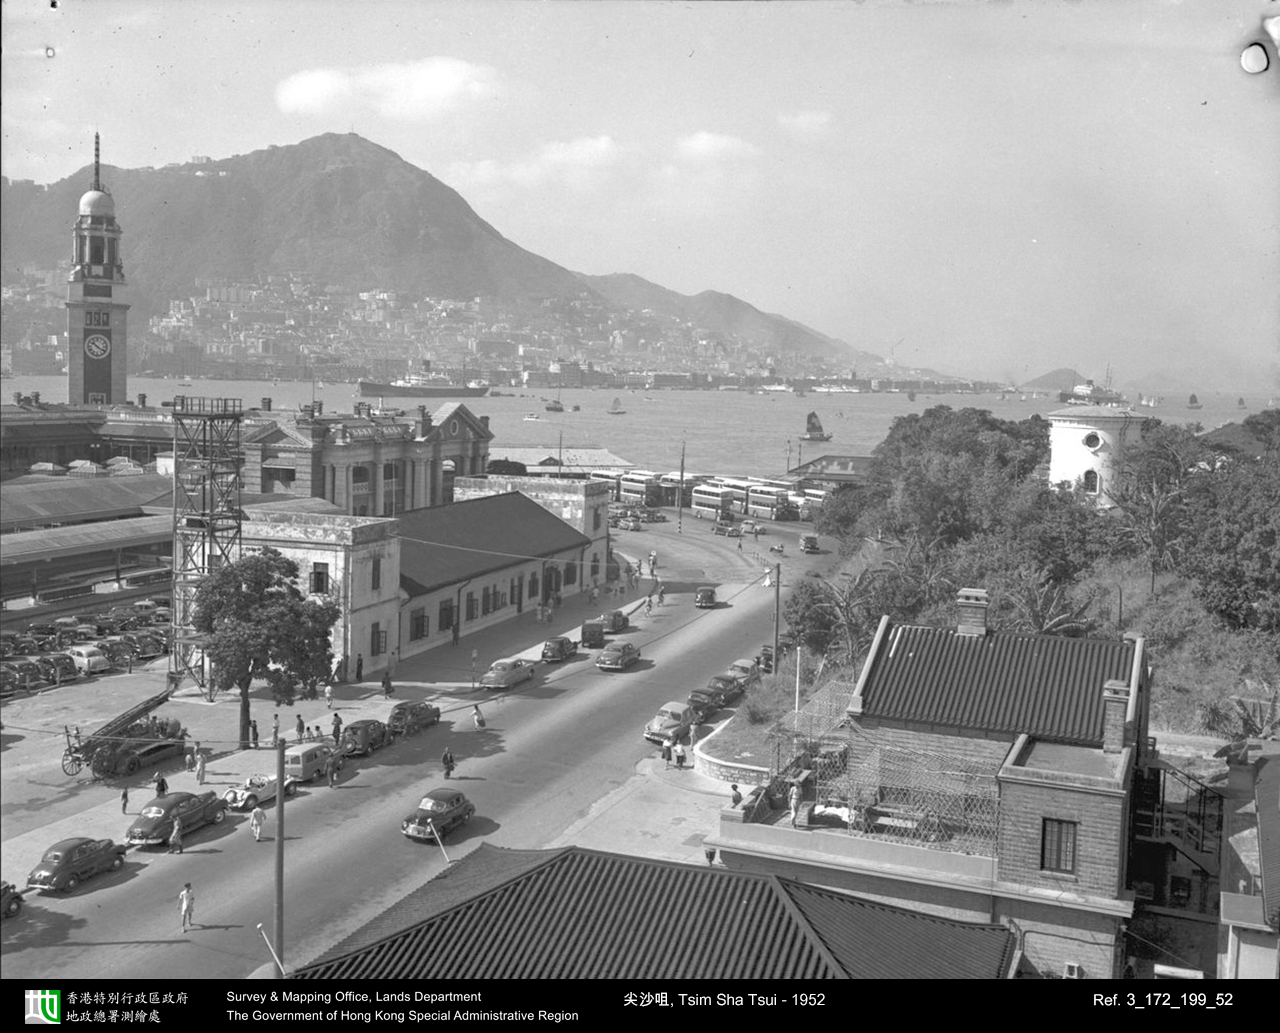 香港特別行政區政府
地政總署測繪處
Survey & Mapping Office, Lands Department
The Government of Hong Kong Special Administrative Region
尖沙咀, Tsim Sha Tsui - 1952
Ref. 3_172_199_52